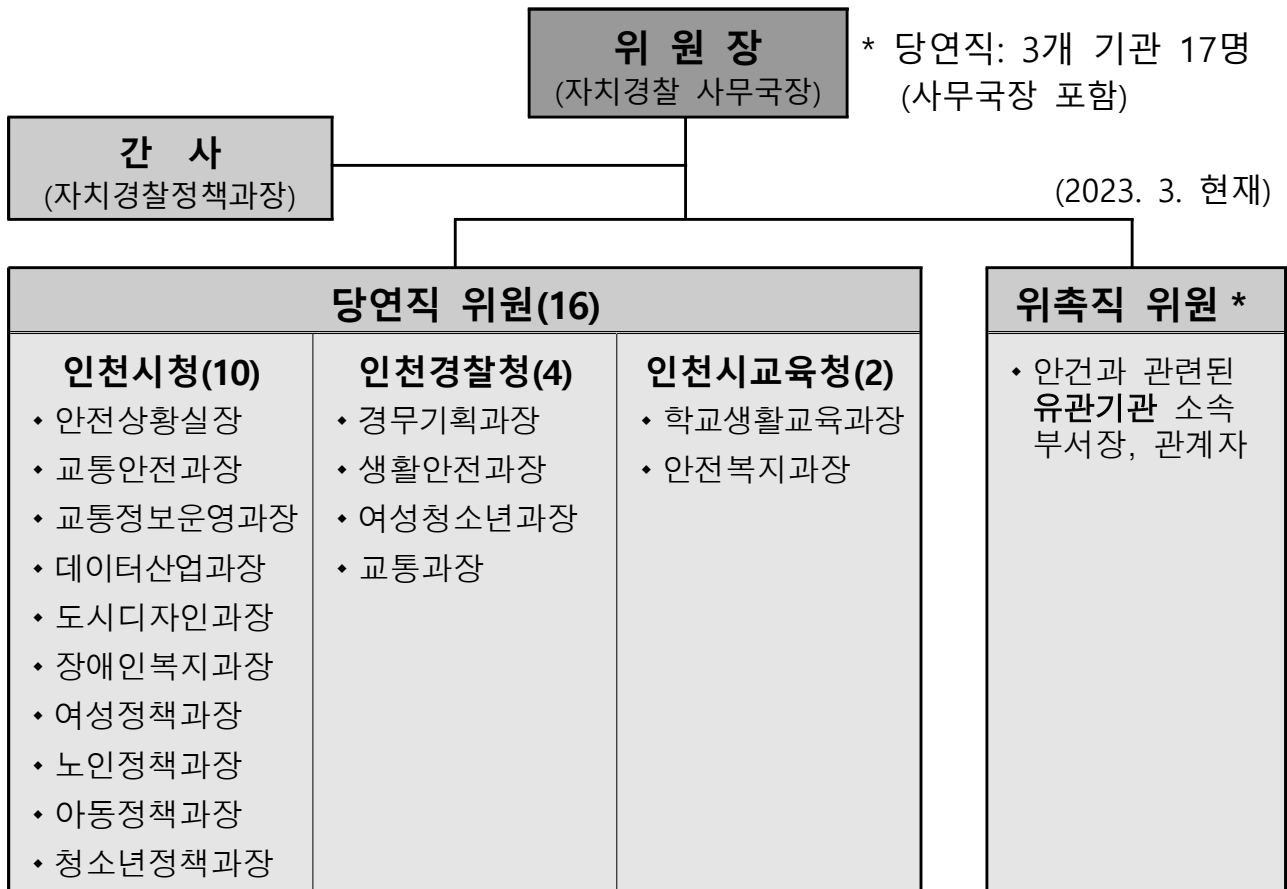 위 원 장
(자치경찰 사무국장)
* 당연직: 3개 기관 17명
(사무국장 포함)
간 사
(자치경찰정책과장)
(2023. 3. 현재)
당연직 위원(16)
인천시청(10)
⬩ 안전상황실장
⬩ 교통안전과장
⬩ 교통정보운영과장
⬩ 데이터산업과장
⬩ 도시디자인과장
⬩ 장애인복지과장
⬩ 여성정책과장
⬩ 노인정책과장
⬩ 아동정책과장
⬩ 청소년정책과장
인천경찰청(4)
⬩ 경무기획과장
⬩ 생활안전과장
⬩ 여성청소년과장
⬩ 교통과장
인천시교육청(2)
⬩ 학교생활교육과장
⬩ 안전복지과장
위촉직 위원 *
⬩ 안건과 관련된
유관기관 소속
부서장, 관계자